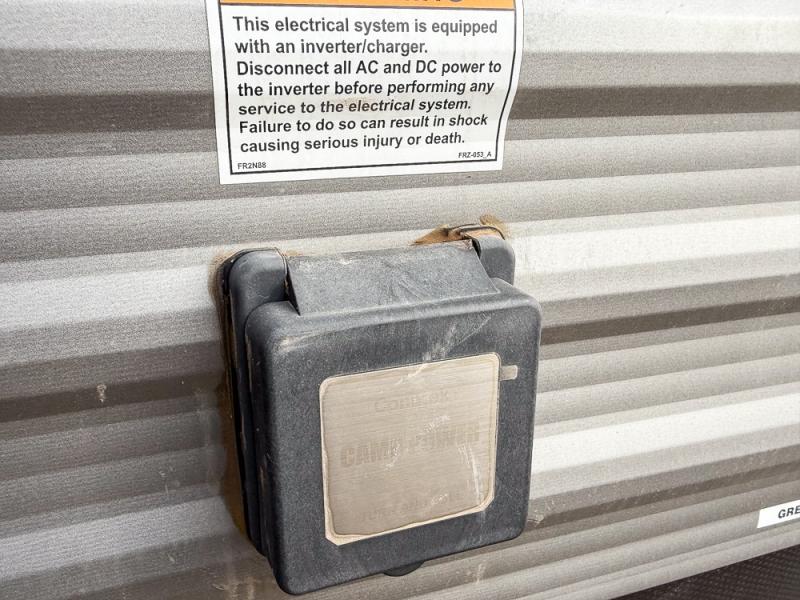 This electrical system is equipped
with an inverter/charger.
Disconnect all AC and DC power to
the inverter before performing any
service to the electrical system.
Failure to do so can result in shock
causing serious injury or death.
FR2N88 FRZ-053_A
CAMP POWER
GRE